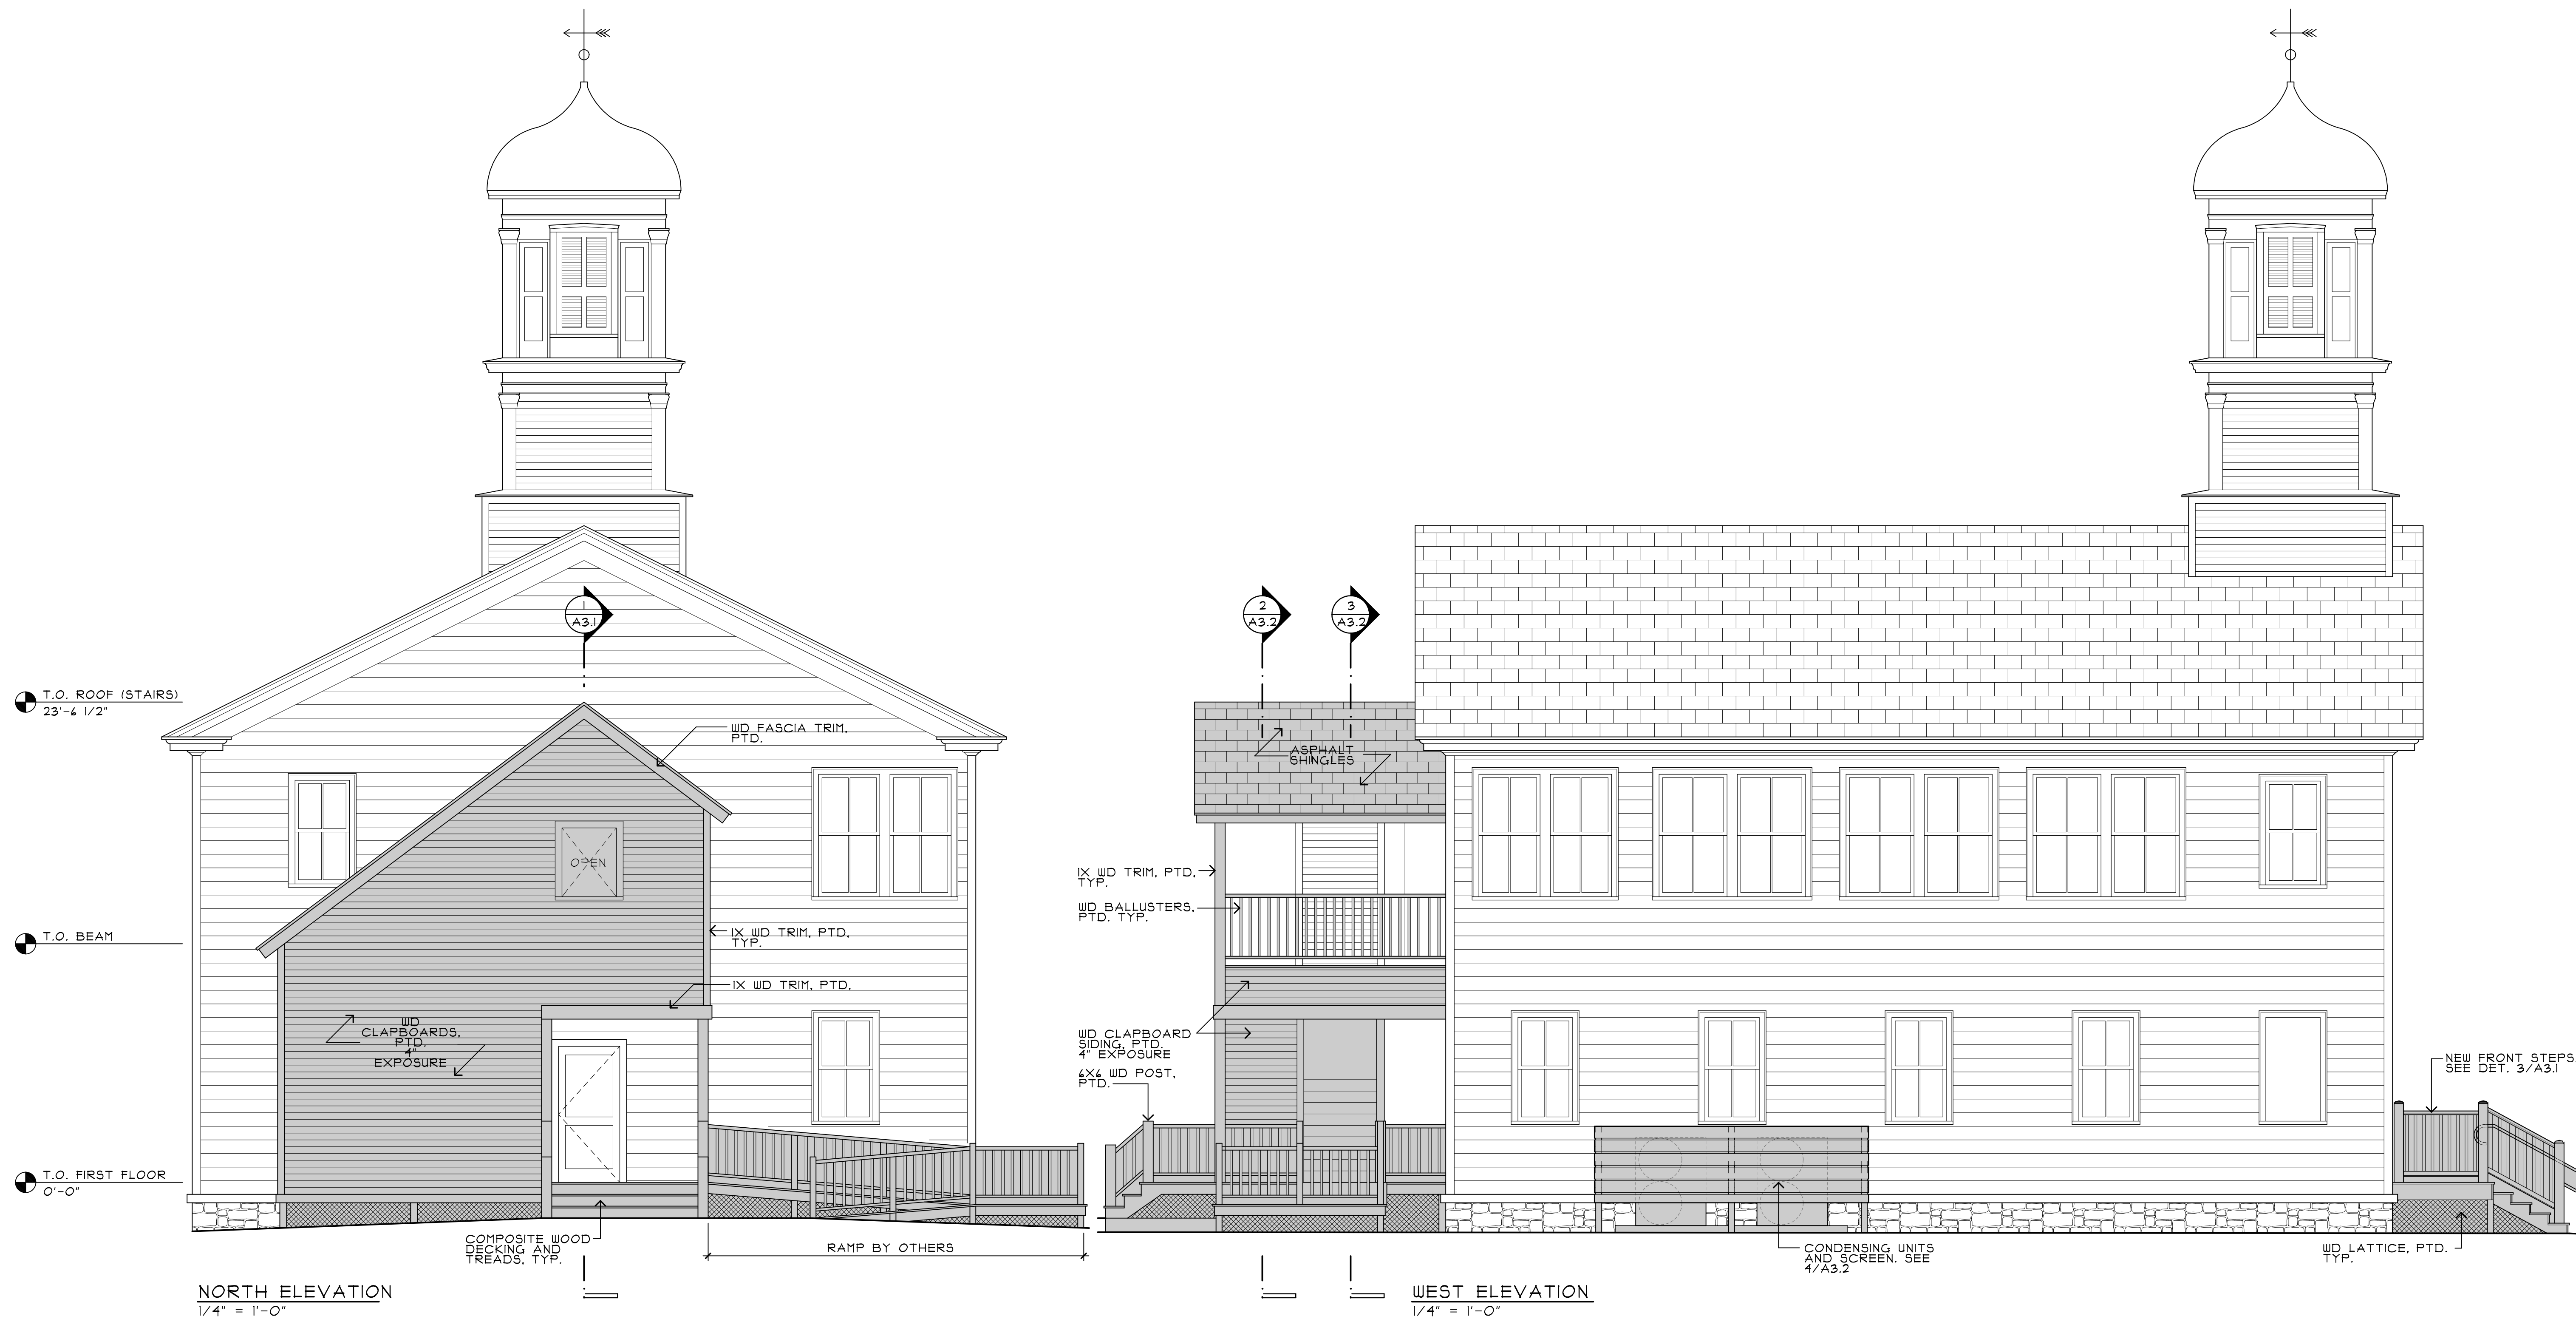 1
A3.1
T.O. ROOF (STAIRS)
23'-6 1/2"
WD FASCIA TRIM,
PTD.
OPEN
T.O. BEAM
1X WD TRIM, PTD,
TYP.
1X WD TRIM, PTD,
WD
CLAPBOARDS,
PTD.
4"
EXPOSURE
T.O. FIRST FLOOR
0'-0"
COMPOSITE WOOD
DECKING AND
TREADS, TYP.
RAMP BY OTHERS
NORTH ELEVATION
1/4" = 1'-0"
2
A3.2
3
A3.2
ASPHALT
SHINGLES
1X WD TRIM, PTD,
TYP.
WD BALLUSTERS,
PTD. TYP.
WD CLAPBOARD
SIDING, PTD.
4" EXPOSURE
6X6 WD POST,
PTD.
NEW FRONT STEPS
SEE DET. 3/A3.1
CONDENSING UNITS
AND SCREEN. SEE
4/A3.2
WD LATTICE, PTD.
TYP.
WEST ELEVATION
1/4" = 1'-0"